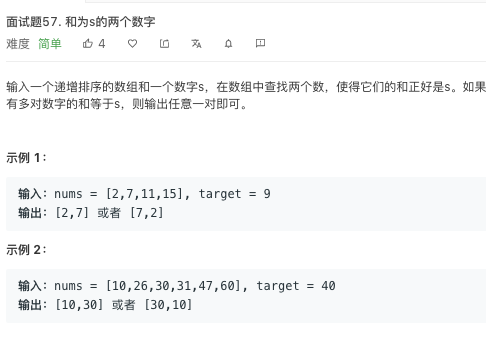 面试题57. 和为s的两个数字
难度 简单 4
输入一个递增排序的数组和一个数字s，在数组中查找两个数，使得它们的和正好是s。如果
有多对数字的和等于s，则输出任意一对即可。
示例 1：
输入：nums = [2,7,11,15], target = 9
输出：[2,7] 或者 [7,2]
示例 2：
输入：nums = [10,26,30,31,47,60], target = 40
输出：[10,30] 或者 [30,10]